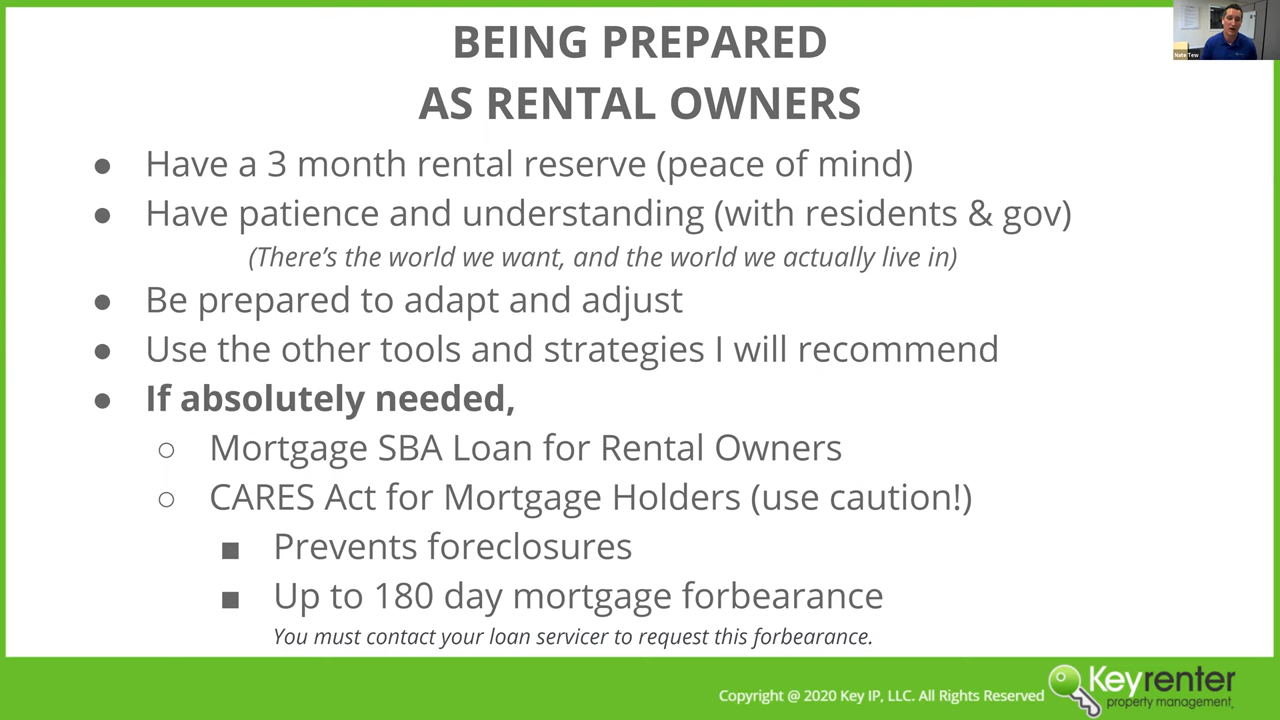 BEING PREPARED
AS RENTAL OWNERS
Nate Tew
● Have a 3 month rental reserve (peace of mind)
● Have patience and understanding (with residents & gov)
(There's the world we want, and the world we actually live in)
● Be prepared to adapt and adjust
● Use the other tools and strategies I will recommend
● If absolutely needed,
○ Mortgage SBA Loan for Rental Owners
○ CARES Act for Mortgage Holders (use caution!)
■ Prevents foreclosures
■ Up to 180 day mortgage forbearance
You must contact your loan servicer to request this forbearance.
Copyright @ 2020 Key IP, LLC. All Rights Reserved
Keyrenter
property management